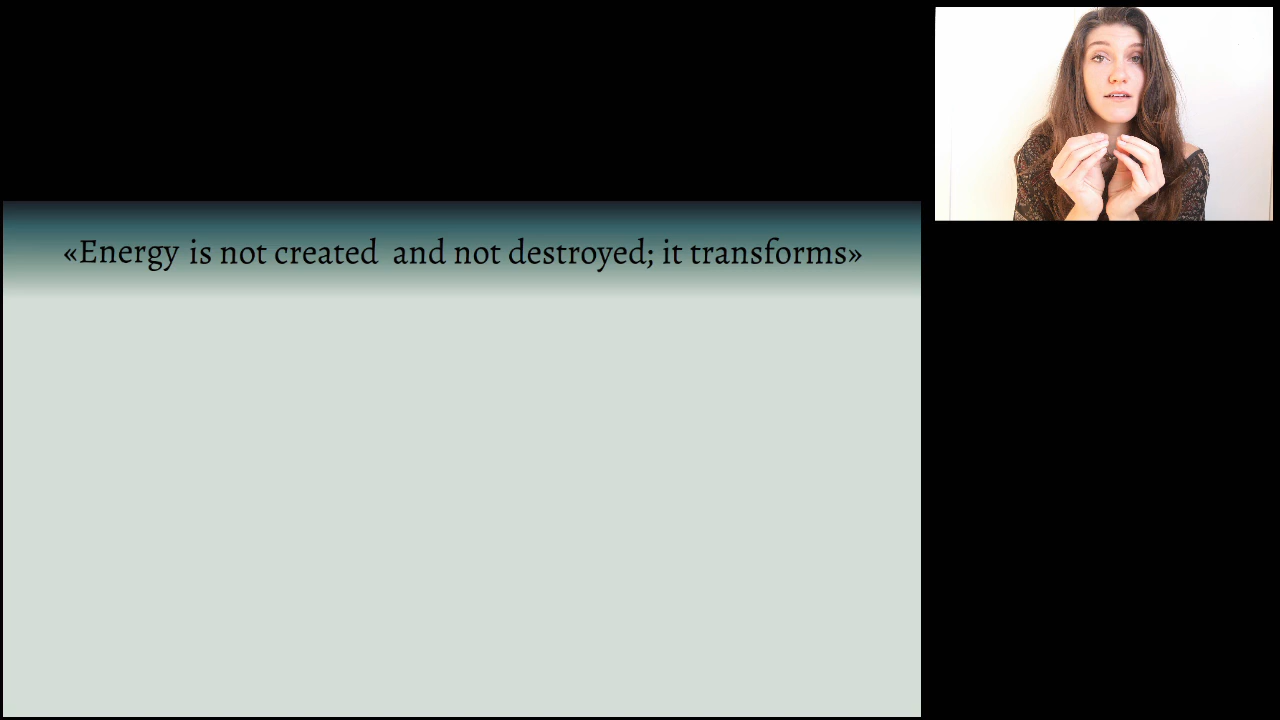 «Energy is not created and not destroyed; it transforms»